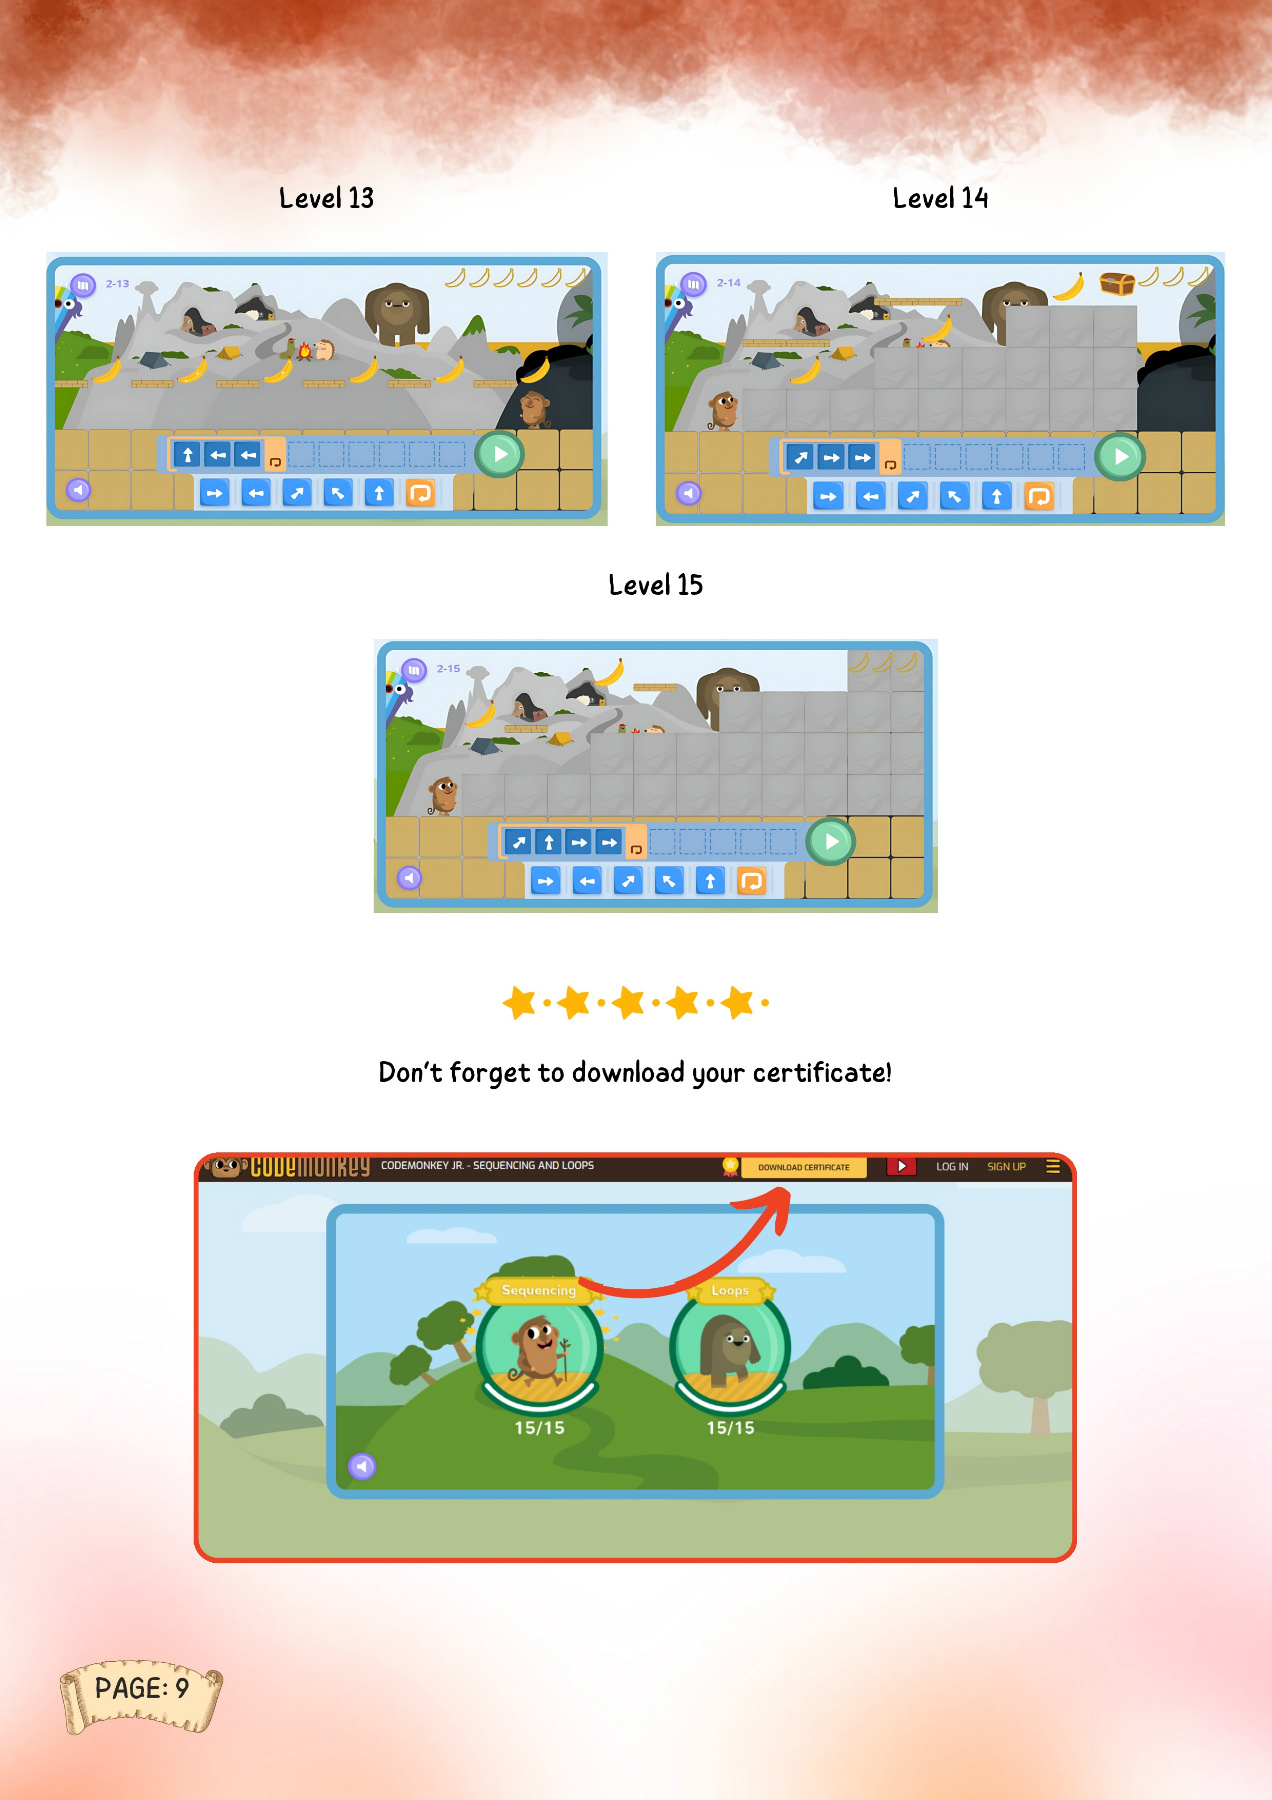 Level 13
Level 14
2-13
2-14
Level 15
2-15
Don't forget to download your certificate!
CODEMONKEY
CODEMONKEY JR. - SEQUENCING AND LOOPS
DOWNLOAD CERTIFICATE
LOG IN
SIGN UP
Sequencing
Loops
15/15
15/15
PAGE: 9